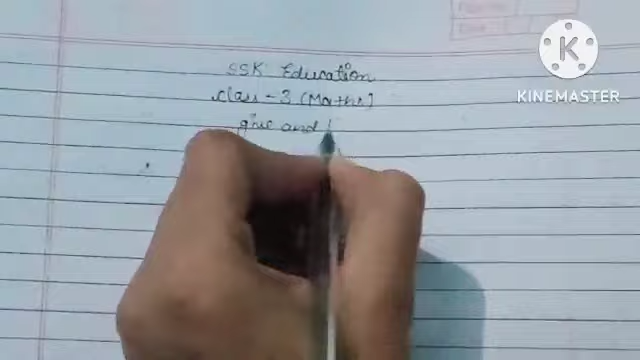 KINEMASTER
SSK Education
class - 3 (Maths)
give and